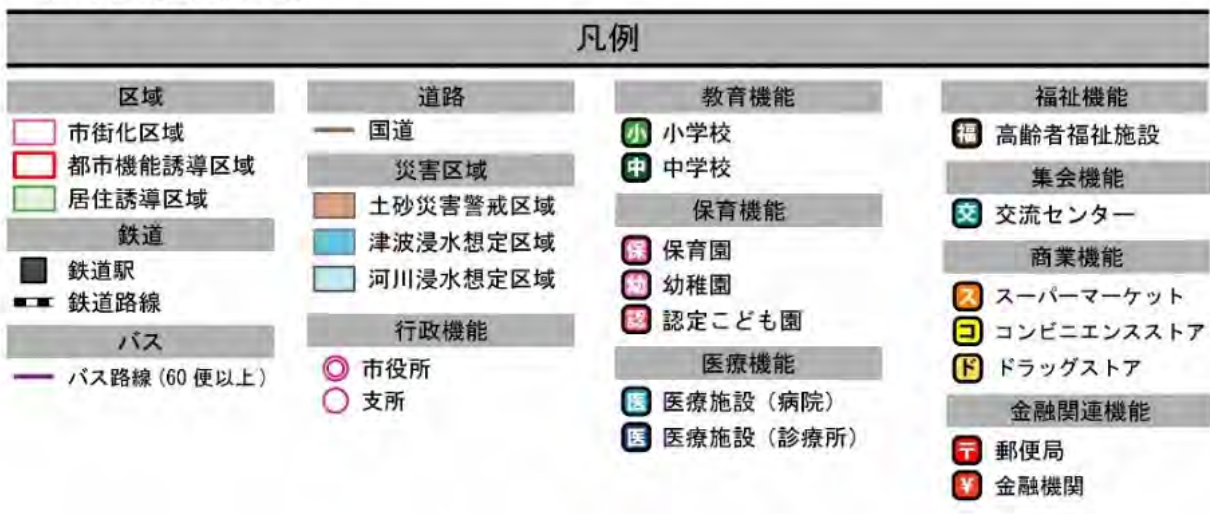 凡例
区域
市街化区域
都市機能誘導区域
居住誘導区域
鉄道
鉄道駅
鉄道路線
バス
バス路線(60便以上)
道路
国道
災害区域
土砂災害警戒区域
津波浸水想定区域
河川浸水想定区域
行政機能
市役所
支所
教育機能
小 小学校
中 中学校
保育機能
保 保育園
幼 幼稚園
認 認定こども園
医療機能
医 医療施設(病院)
医 医療施設(診療所)
福祉機能
福 高齢者福祉施設
集会機能
交 交流センター
商業機能
ス スーパーマーケット
コ コンビニエンスストア
ド ドラッグストア
金融関連機能
〒 郵便局
¥ 金融機関